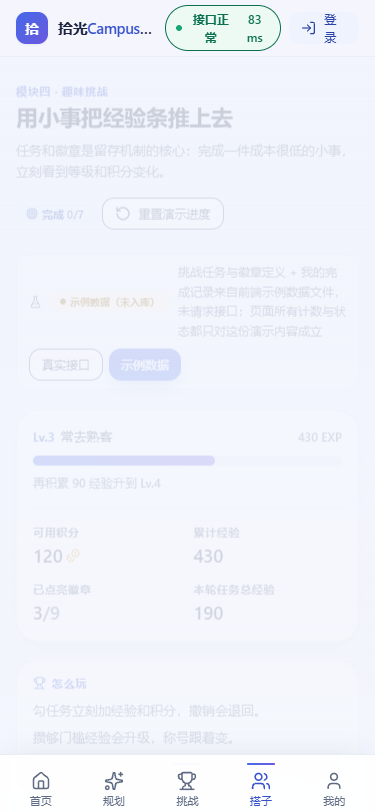 拾
拾光Campus...
接口正常
83 ms
登录
模块四 · 趣味挑战
用小事把经验条推上去
任务和徽章是留存机制的核心：完成一件成本很低的小事，
立刻看到等级和积分变化。
完成 0/7
重置演示进度
示例数据（未入库）
挑战任务与徽章定义 + 我的完
成记录来自前端示例数据文件，
未请求接口；页面所有计数与状
态都只对这份演示内容成立
真实接口
示例数据
Lv.3 常去熟客
430 EXP
再积累 90 经验升到 Lv.4
可用积分
累计经验
120
430
已点亮徽章
本轮任务总经验
3/9
190
怎么玩
勾任务立刻加经验和积分，撤销会退回。
攒够门槛经验会升级，称号跟着变。
首页
规划
挑战
搭子
我的